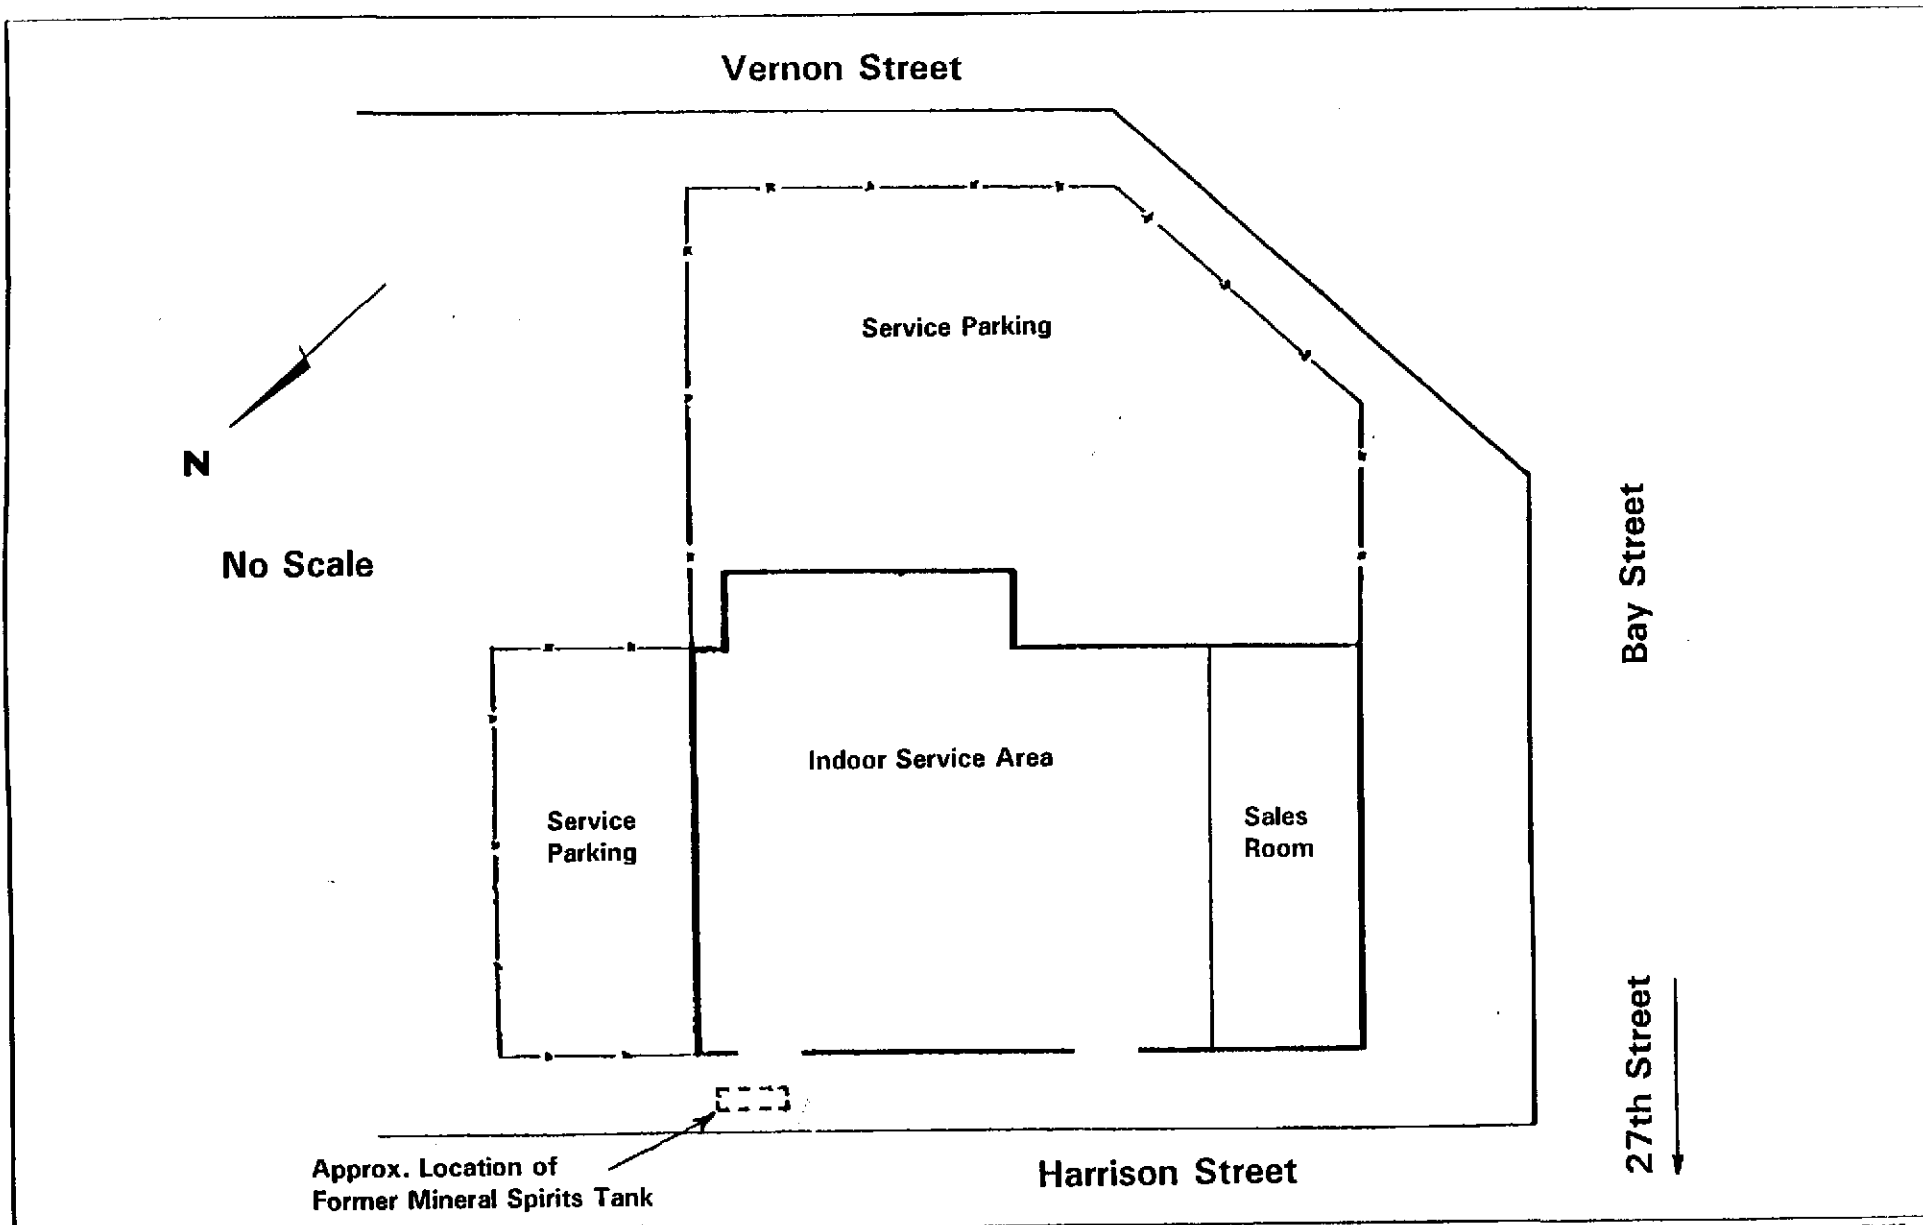 Vernon Street
Service Parking
N
No Scale
Bay Street
Indoor Service Area
Service
Parking
Sales
Room
27th Street
Approx. Location of
Former Mineral Spirits Tank
Harrison Street